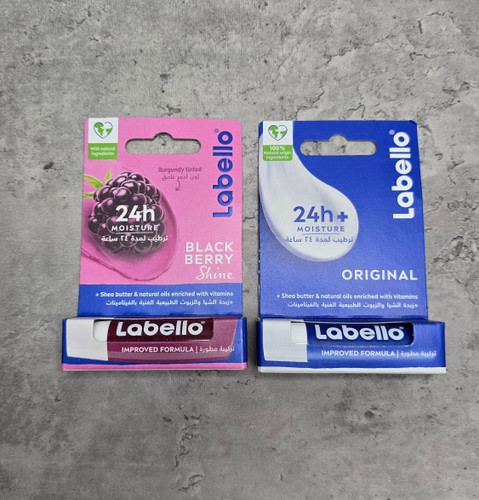 With natural
ingredients
Labello
Burgundy tinted
لون أحمر غامق
24h
MOISTURE
ترطيب لمدة ٢٤ ساعة
BLACK
BERRY
Shine
+ Shea butter & natural oils enriched with vitamins
+زبدة الشيا والزيوت الطبيعية الغنية بالفيتامينات
Labello
IMPROVED FORMULA | تركيبة مطورة
100%
natural origin
ingredients
Labello
24h+
MOISTURE
ترطيب لمدة ٢٤ ساعة
ORIGINAL
+ Shea butter & natural oils enriched with vitamins
+زبدة الشيا والزيوت الطبيعية الغنية بالفيتامينات
Labello
IMPROVED FORMULA | تركيبة مطورة